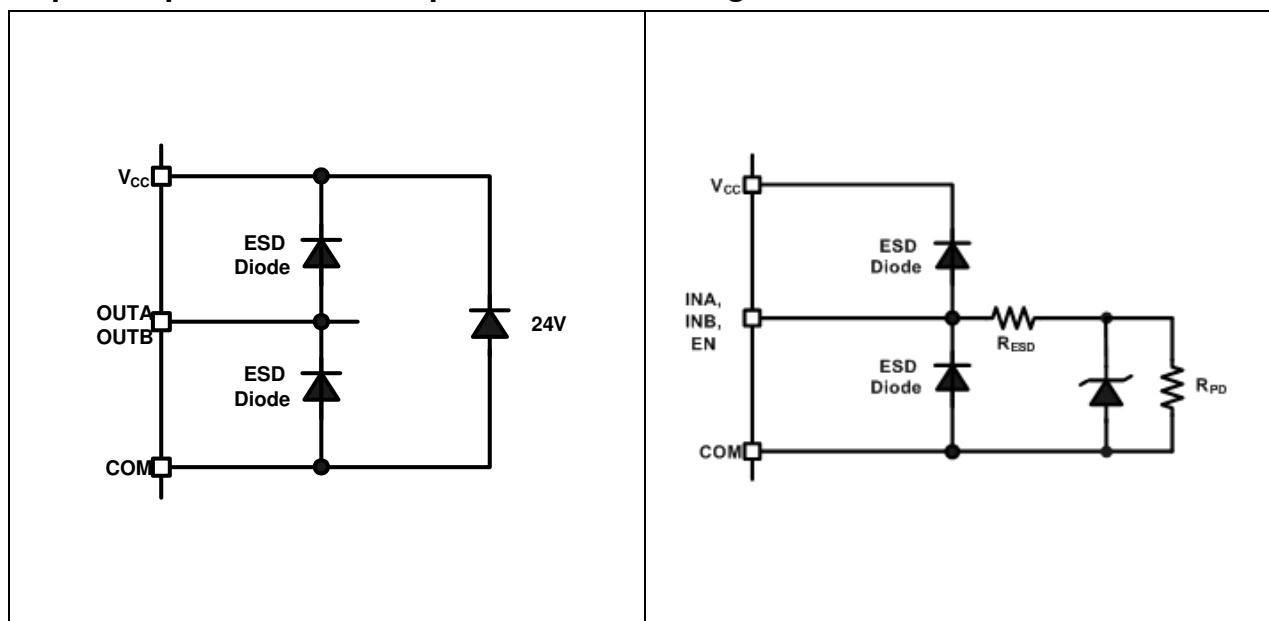 VCC
ESD
Diode
OUTA
OUTB
24V
ESD
Diode
COM
VCC
ESD
Diode
INA,
INB,
EN
RESD
ESD
Diode
RPD
COM